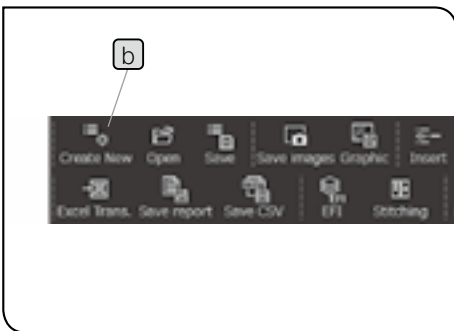 b
Create New Open Save Save images Graphic Insert
Excel Trans. Save report Save CSV EFI Stitching